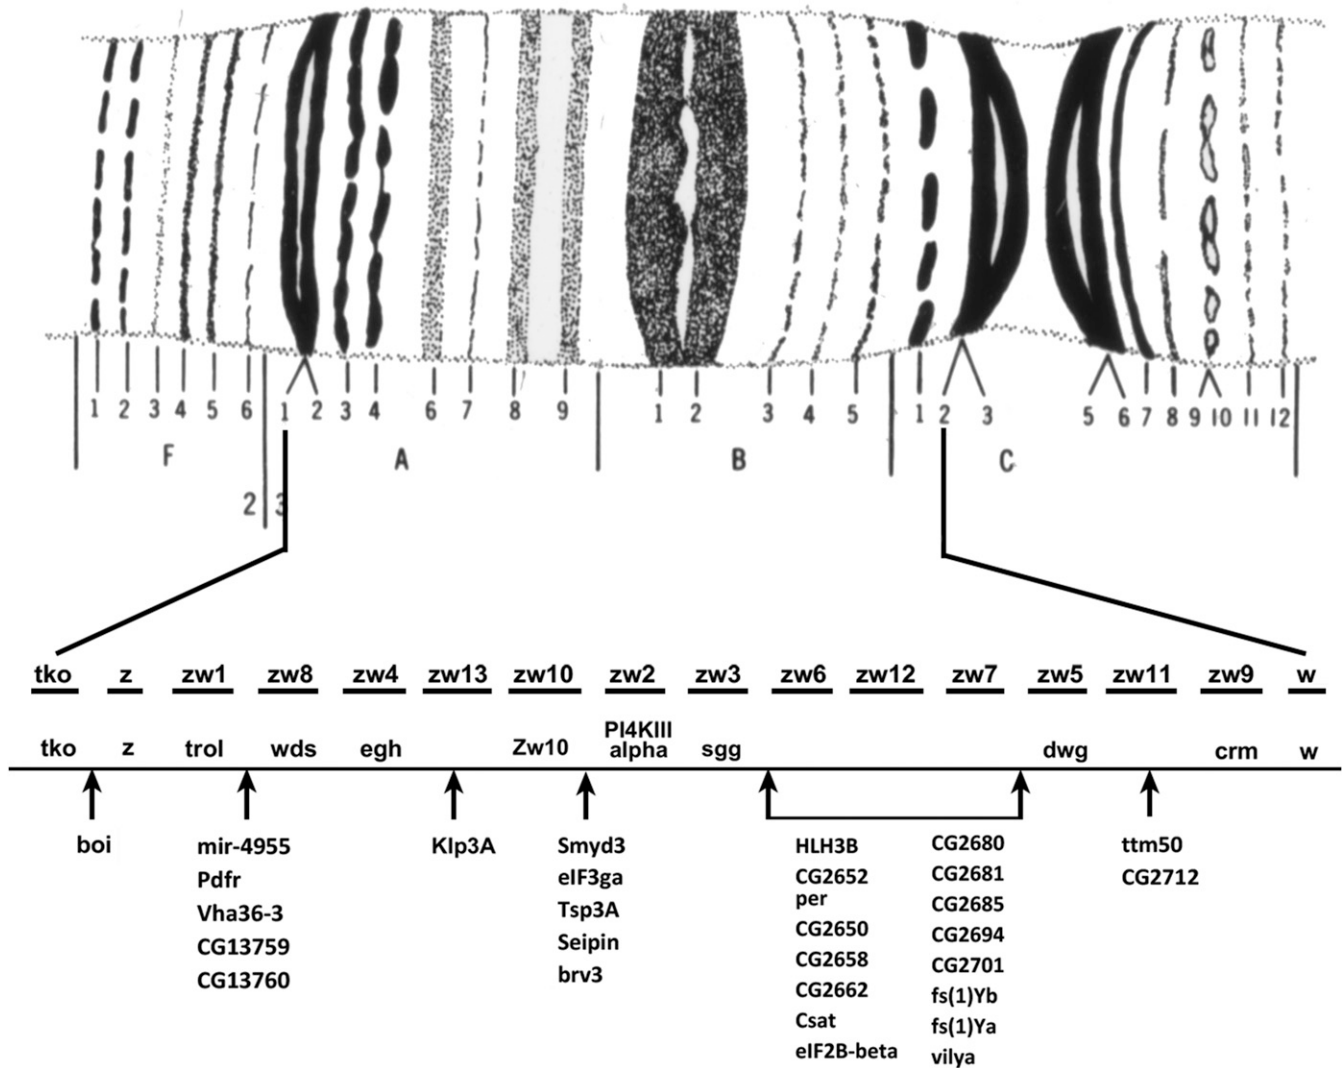 1 2 3 4 5 6 1 2 3 4 6 7 8 9 1 2 3 4 5 1 2 3 5 6 7 8 9 10 11 12
F A B C
2 3
tko z zw1 zw8 zw4 zw13 zw10 zw2 zw3 zw6 zw12 zw7 zw5 zw11 zw9 w
tko z trol wds egh Zw10 PI4KIII alpha sgg dwg crm w
boi
mir-4955
Pdfr
Vha36-3
CG13759
CG13760
Klp3A
Smyd3
eIF3ga
Tsp3A
Seipin
brv3
HLH3B
CG2652
per
CG2650
CG2658
CG2662
Csat
eIF2B-beta
CG2680
CG2681
CG2685
CG2694
CG2701
fs(1)Yb
fs(1)Ya
vilya
ttm50
CG2712